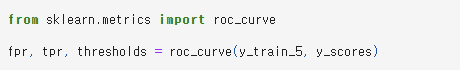 from sklearn.metrics import roc_curve
fpr, tpr, thresholds = roc_curve(y_train_5, y_scores)